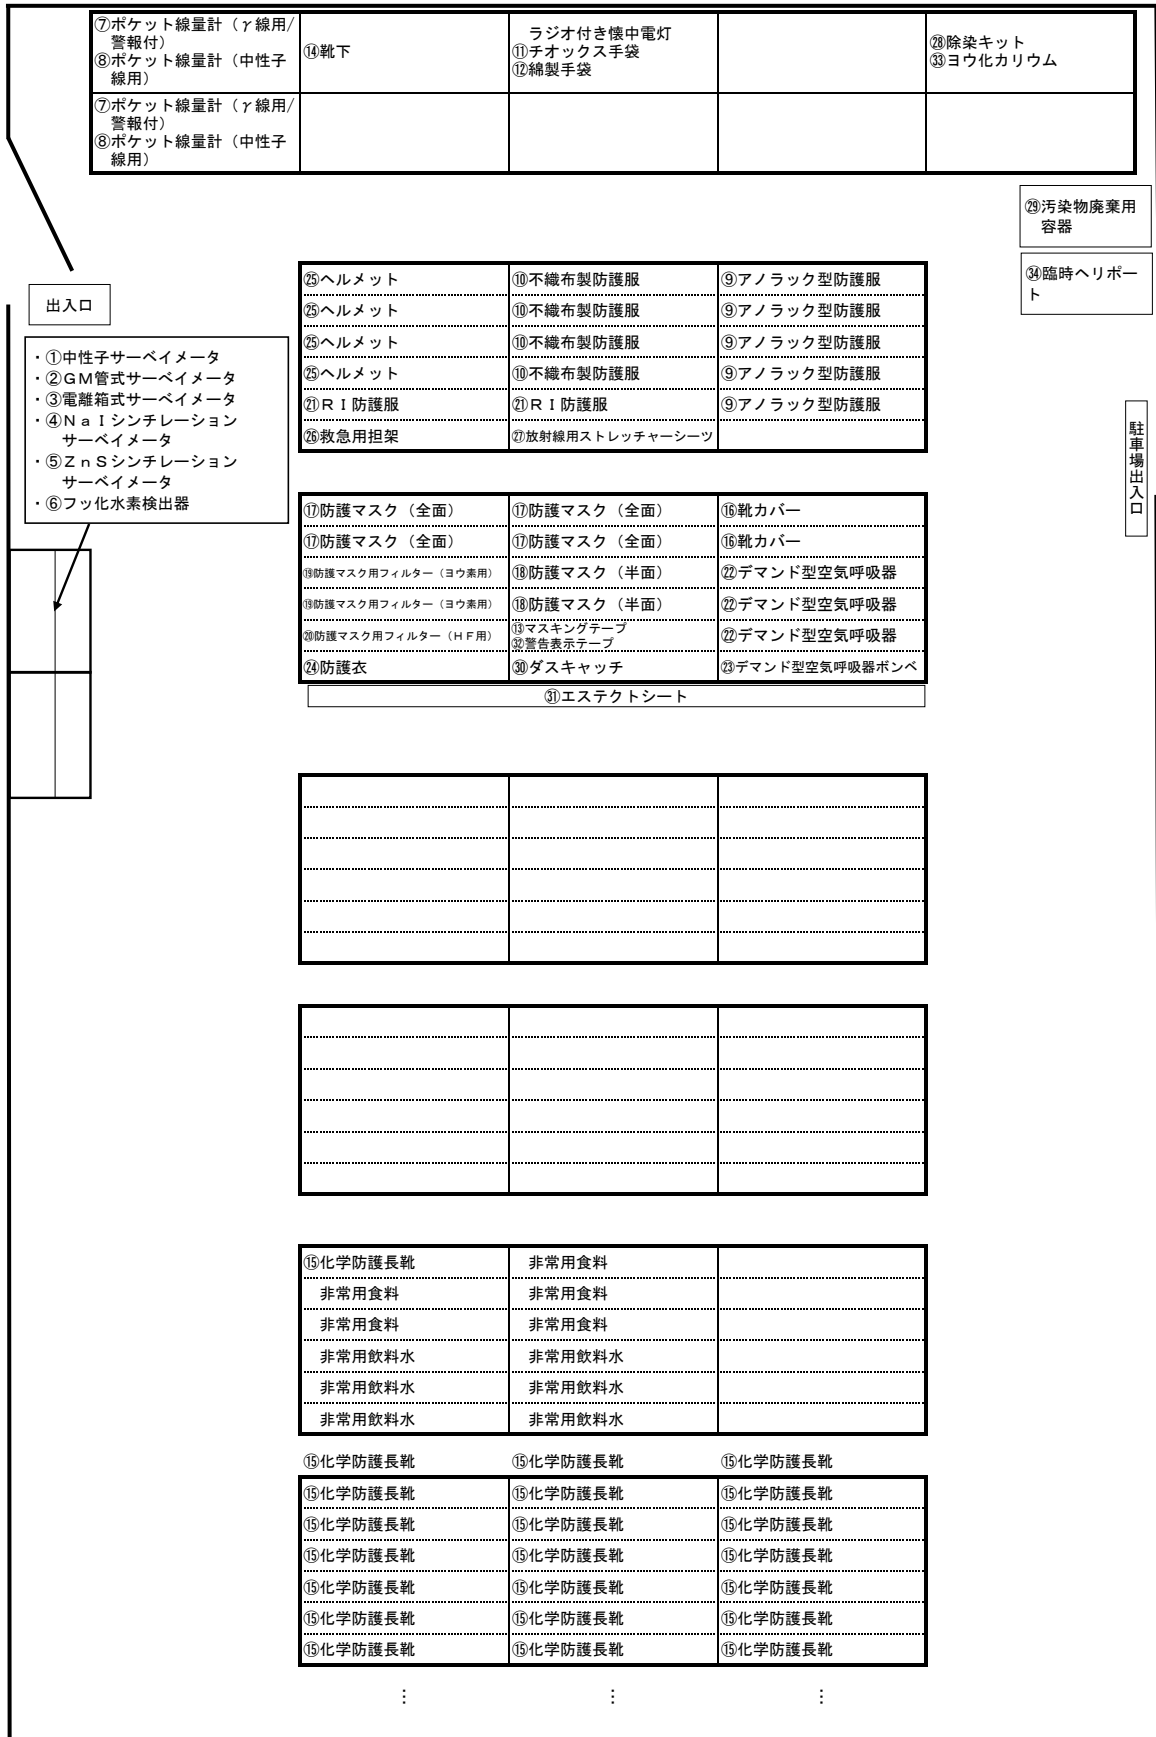 ⑦ポケット線量計（γ線用/
警報付）
⑧ポケット線量計（中性子
線用）
⑭靴下
ラジオ付き懐中電灯
⑪チオックス手袋
⑫綿製手袋
㉘除染キット
㉝ヨウ化カリウム
⑦ポケット線量計（γ線用/
警報付）
⑧ポケット線量計（中性子
線用）
㉙汚染物廃棄用
容器
㉞臨時ヘリポー
ト
出入口
・①中性子サーベイメータ
・②ＧＭ管式サーベイメータ
・③電離箱式サーベイメータ
・④ＮａＩシンチレーション
サーベイメータ
・⑤ＺｎＳシンチレーション
サーベイメータ
・⑥フッ化水素検出器
駐車場出入口
㉕ヘルメット ⑩不織布製防護服 ⑨アノラック型防護服
㉕ヘルメット ⑩不織布製防護服 ⑨アノラック型防護服
㉕ヘルメット ⑩不織布製防護服 ⑨アノラック型防護服
㉕ヘルメット ⑩不織布製防護服 ⑨アノラック型防護服
㉑ＲＩ防護服 ㉑ＲＩ防護服 ⑨アノラック型防護服
㉖救急用担架 ㉗放射線用ストレッチャーシーツ
⑰防護マスク（全面） ⑰防護マスク（全面） ⑯靴カバー
⑰防護マスク（全面） ⑰防護マスク（全面） ⑯靴カバー
⑲防護マスク用フィルター（ヨウ素用） ⑱防護マスク（半面） ㉒デマンド型空気呼吸器
⑲防護マスク用フィルター（ヨウ素用） ⑱防護マスク（半面） ㉒デマンド型空気呼吸器
⑳防護マスク用フィルター（ＨＦ用） ⑬マスキングテープ ㉒デマンド型空気呼吸器
㉜警告表示テープ
㉔防護衣 ㉚ダスキャッチ ㉓デマンド型空気呼吸器ボンベ
㉛エステクトシート
⑮化学防護長靴 非常用食料
非常用食料 非常用食料
非常用食料 非常用食料
非常用飲料水 非常用飲料水
非常用飲料水 非常用飲料水
非常用飲料水 非常用飲料水
⑮化学防護長靴 ⑮化学防護長靴 ⑮化学防護長靴
⑮化学防護長靴 ⑮化学防護長靴 ⑮化学防護長靴
⑮化学防護長靴 ⑮化学防護長靴 ⑮化学防護長靴
⑮化学防護長靴 ⑮化学防護長靴 ⑮化学防護長靴
⑮化学防護長靴 ⑮化学防護長靴 ⑮化学防護長靴
⑮化学防護長靴 ⑮化学防護長靴 ⑮化学防護長靴
⑮化学防護長靴 ⑮化学防護長靴 ⑮化学防護長靴
⋮ ⋮ ⋮